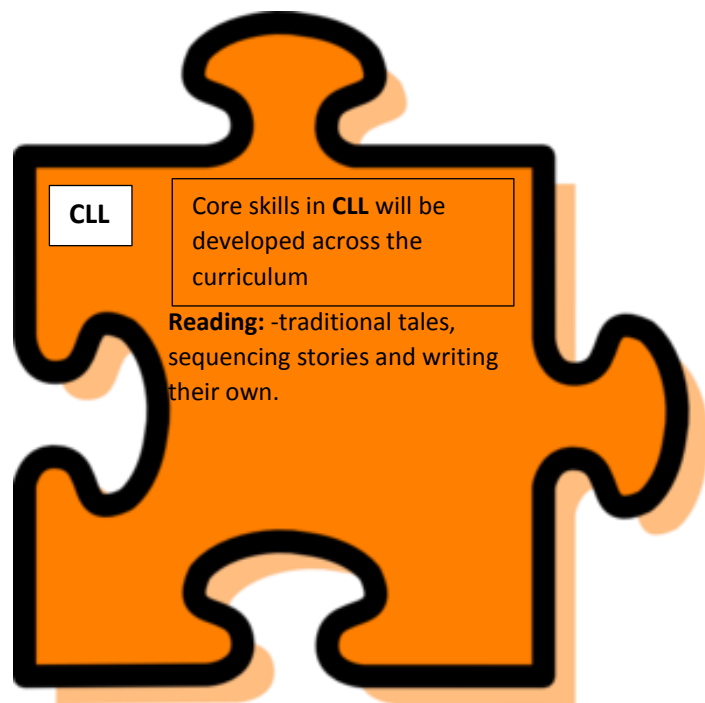 CLL
Core skills in CLL will be
developed across the
curriculum
Reading: -traditional tales,
sequencing stories and writing
their own.